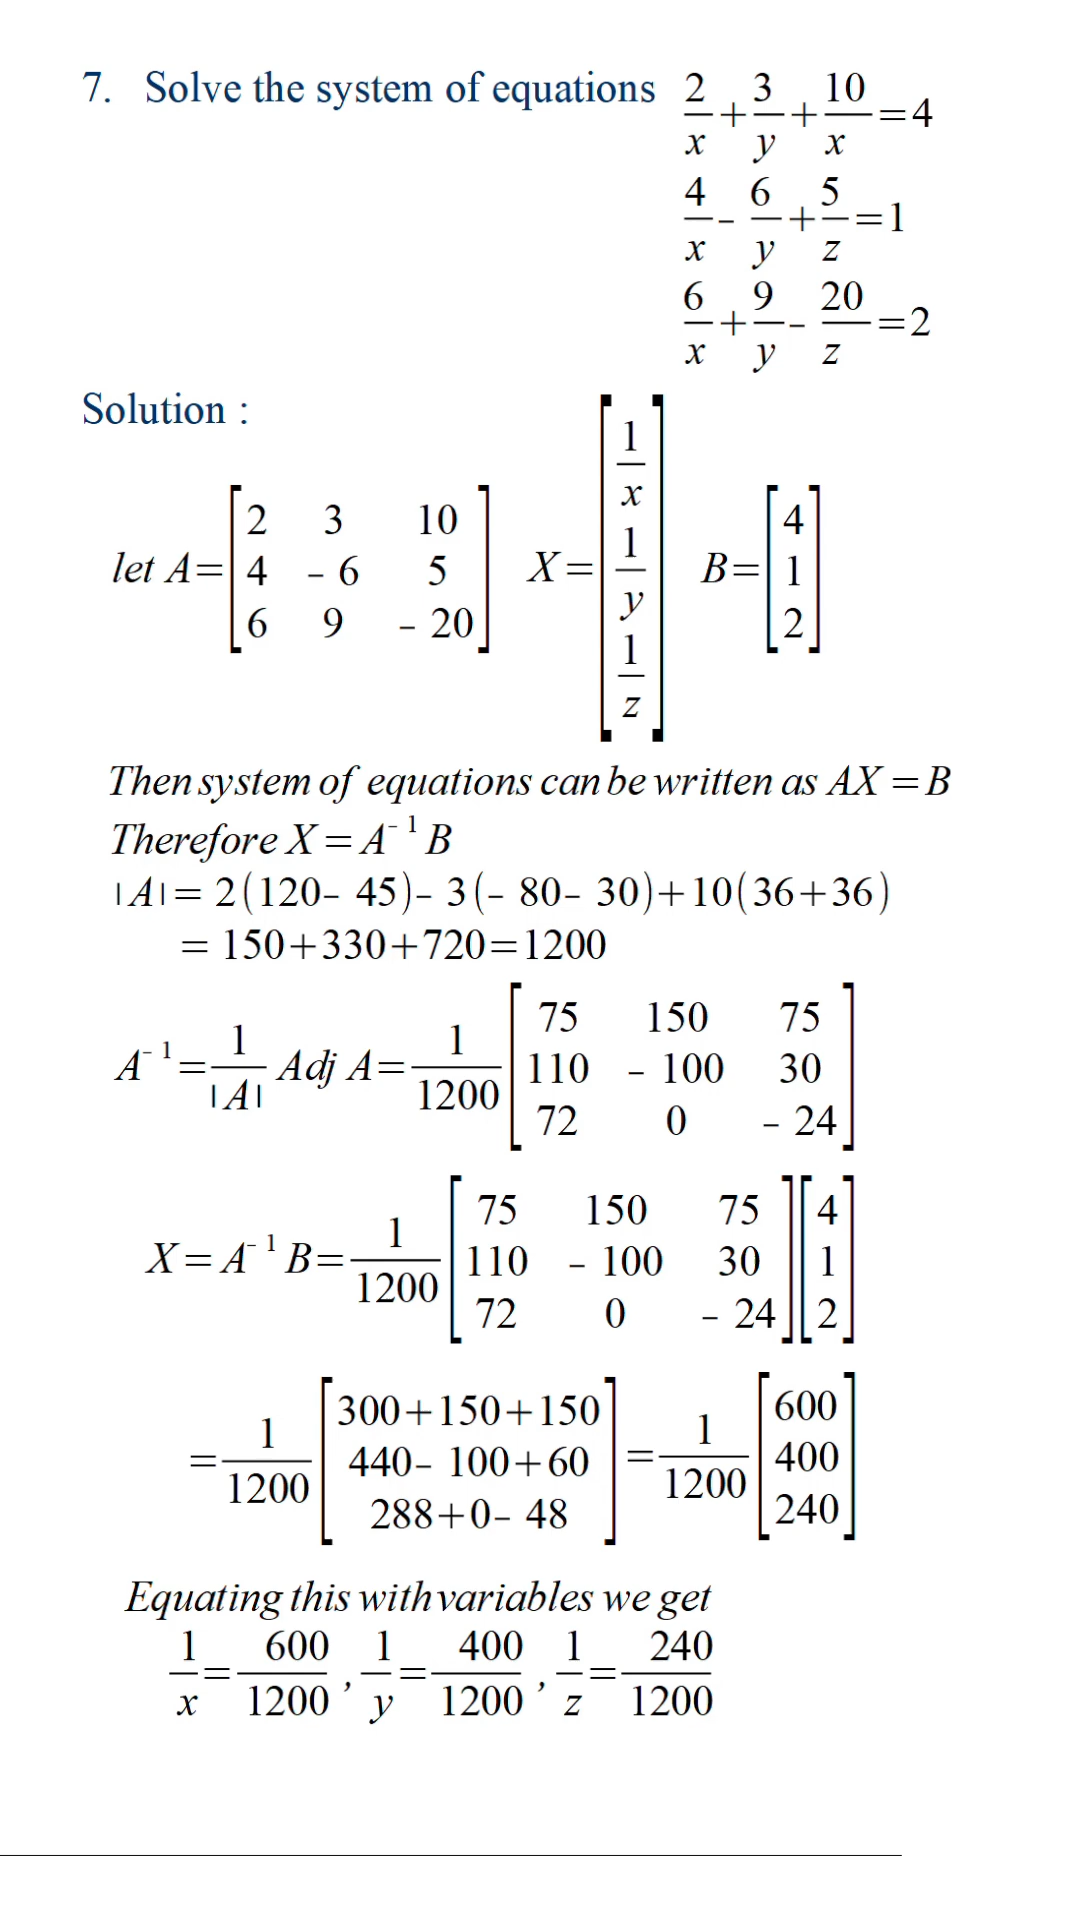 7. Solve the system of equations 2/x + 3/y + 10/x = 4
4/x - 6/y + 5/z = 1
6/x + 9/y - 20/z = 2
Solution :
let A = [2 3 10; 4 -6 5; 6 9 -20] X = [1/x; 1/y; 1/z] B = [4; 1; 2]
Then system of equations can be written as AX = B
Therefore X = A⁻¹ B
|A| = 2(120- 45)- 3(- 80- 30)+10(36+36)
= 150+330+720=1200
A⁻¹ = 1/|A| Adj A = 1/1200 [75 150 75; 110 -100 30; 72 0 -24]
X = A⁻¹ B = 1/1200 [75 150 75; 110 -100 30; 72 0 -24] [4; 1; 2]
= 1/1200 [300+150+150; 440- 100+60; 288+0- 48] = 1/1200 [600; 400; 240]
Equating this with variables we get
1/x = 600/1200 , 1/y = 400/1200 , 1/z = 240/1200